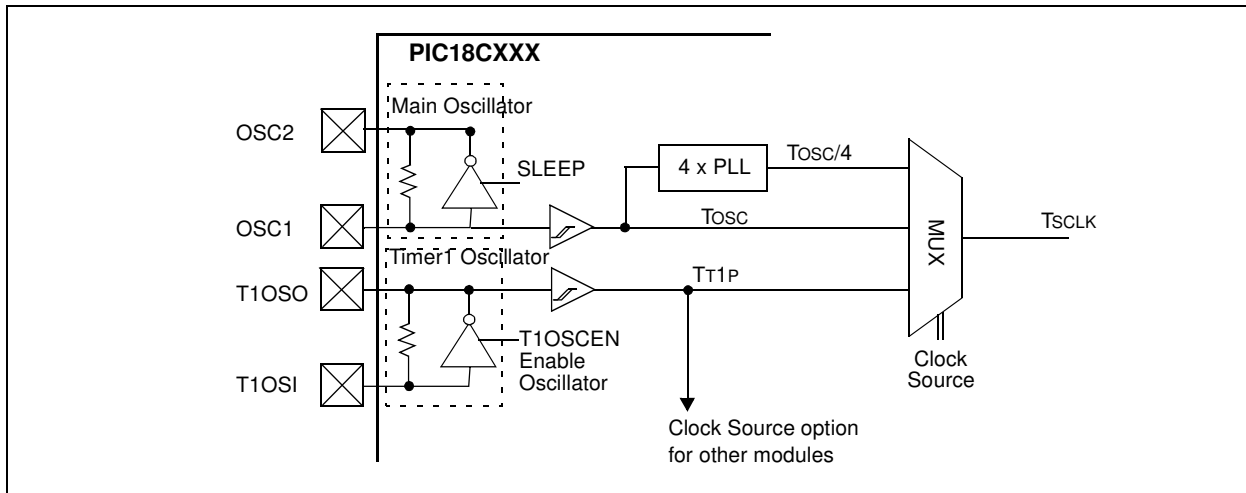 PIC18CXXX
Main Oscillator
OSC2
SLEEP
4 x PLL
TOSC/4
OSC1
TOSC
MUX
TSCLK
Timer1 Oscillator
T1OSO
TT1P
T1OSCEN
Enable
Oscillator
T1OSI
Clock
Source
Clock Source option
for other modules